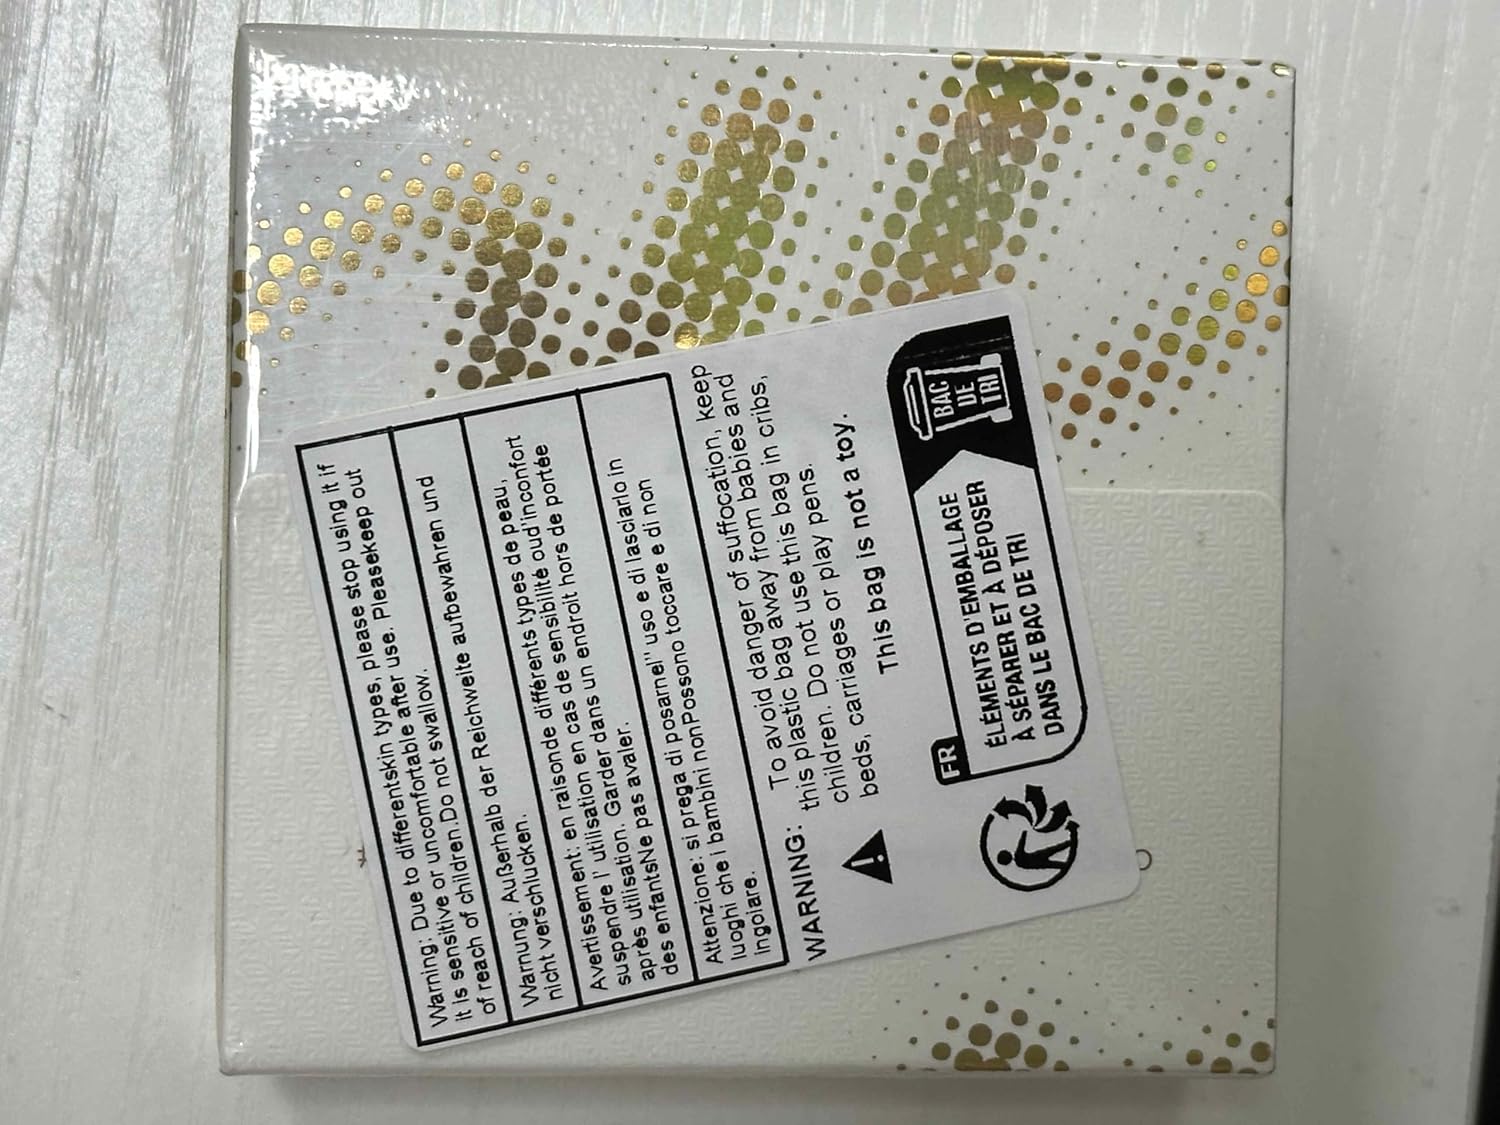 Warning: Due to differentskin types, please stop using it if
it is sensitive or uncomfortable after use. Pleasekeep out
of reach of children.Do not swallow.
Warnung: Außerhalb der Reichweite aufbewahren und
nicht verschlucken.
Avertissement: en raisonde différents types de peau,
suspendre l' utilisation en cas de sensibilité oud'inconfort
après utilisation. Garder dans un endroit hors de portée
des enfantsNe pas avaler.
Attenzione: si prega di posarnel" uso e di lasciarlo in
luoghi che i bambini nonPossono toccare e di non
ingoiare.
WARNING: To avoid danger of suffocation, keep
this plastic bag away from babies and
children. Do not use this bag in cribs,
beds, carriages or play pens.
This bag is not a toy.
FR
ÉLÉMENTS D'EMBALLAGE
À SÉPARER ET À DÉPOSER
DANS LE BAC DE TRI
BAC
DE
TRI